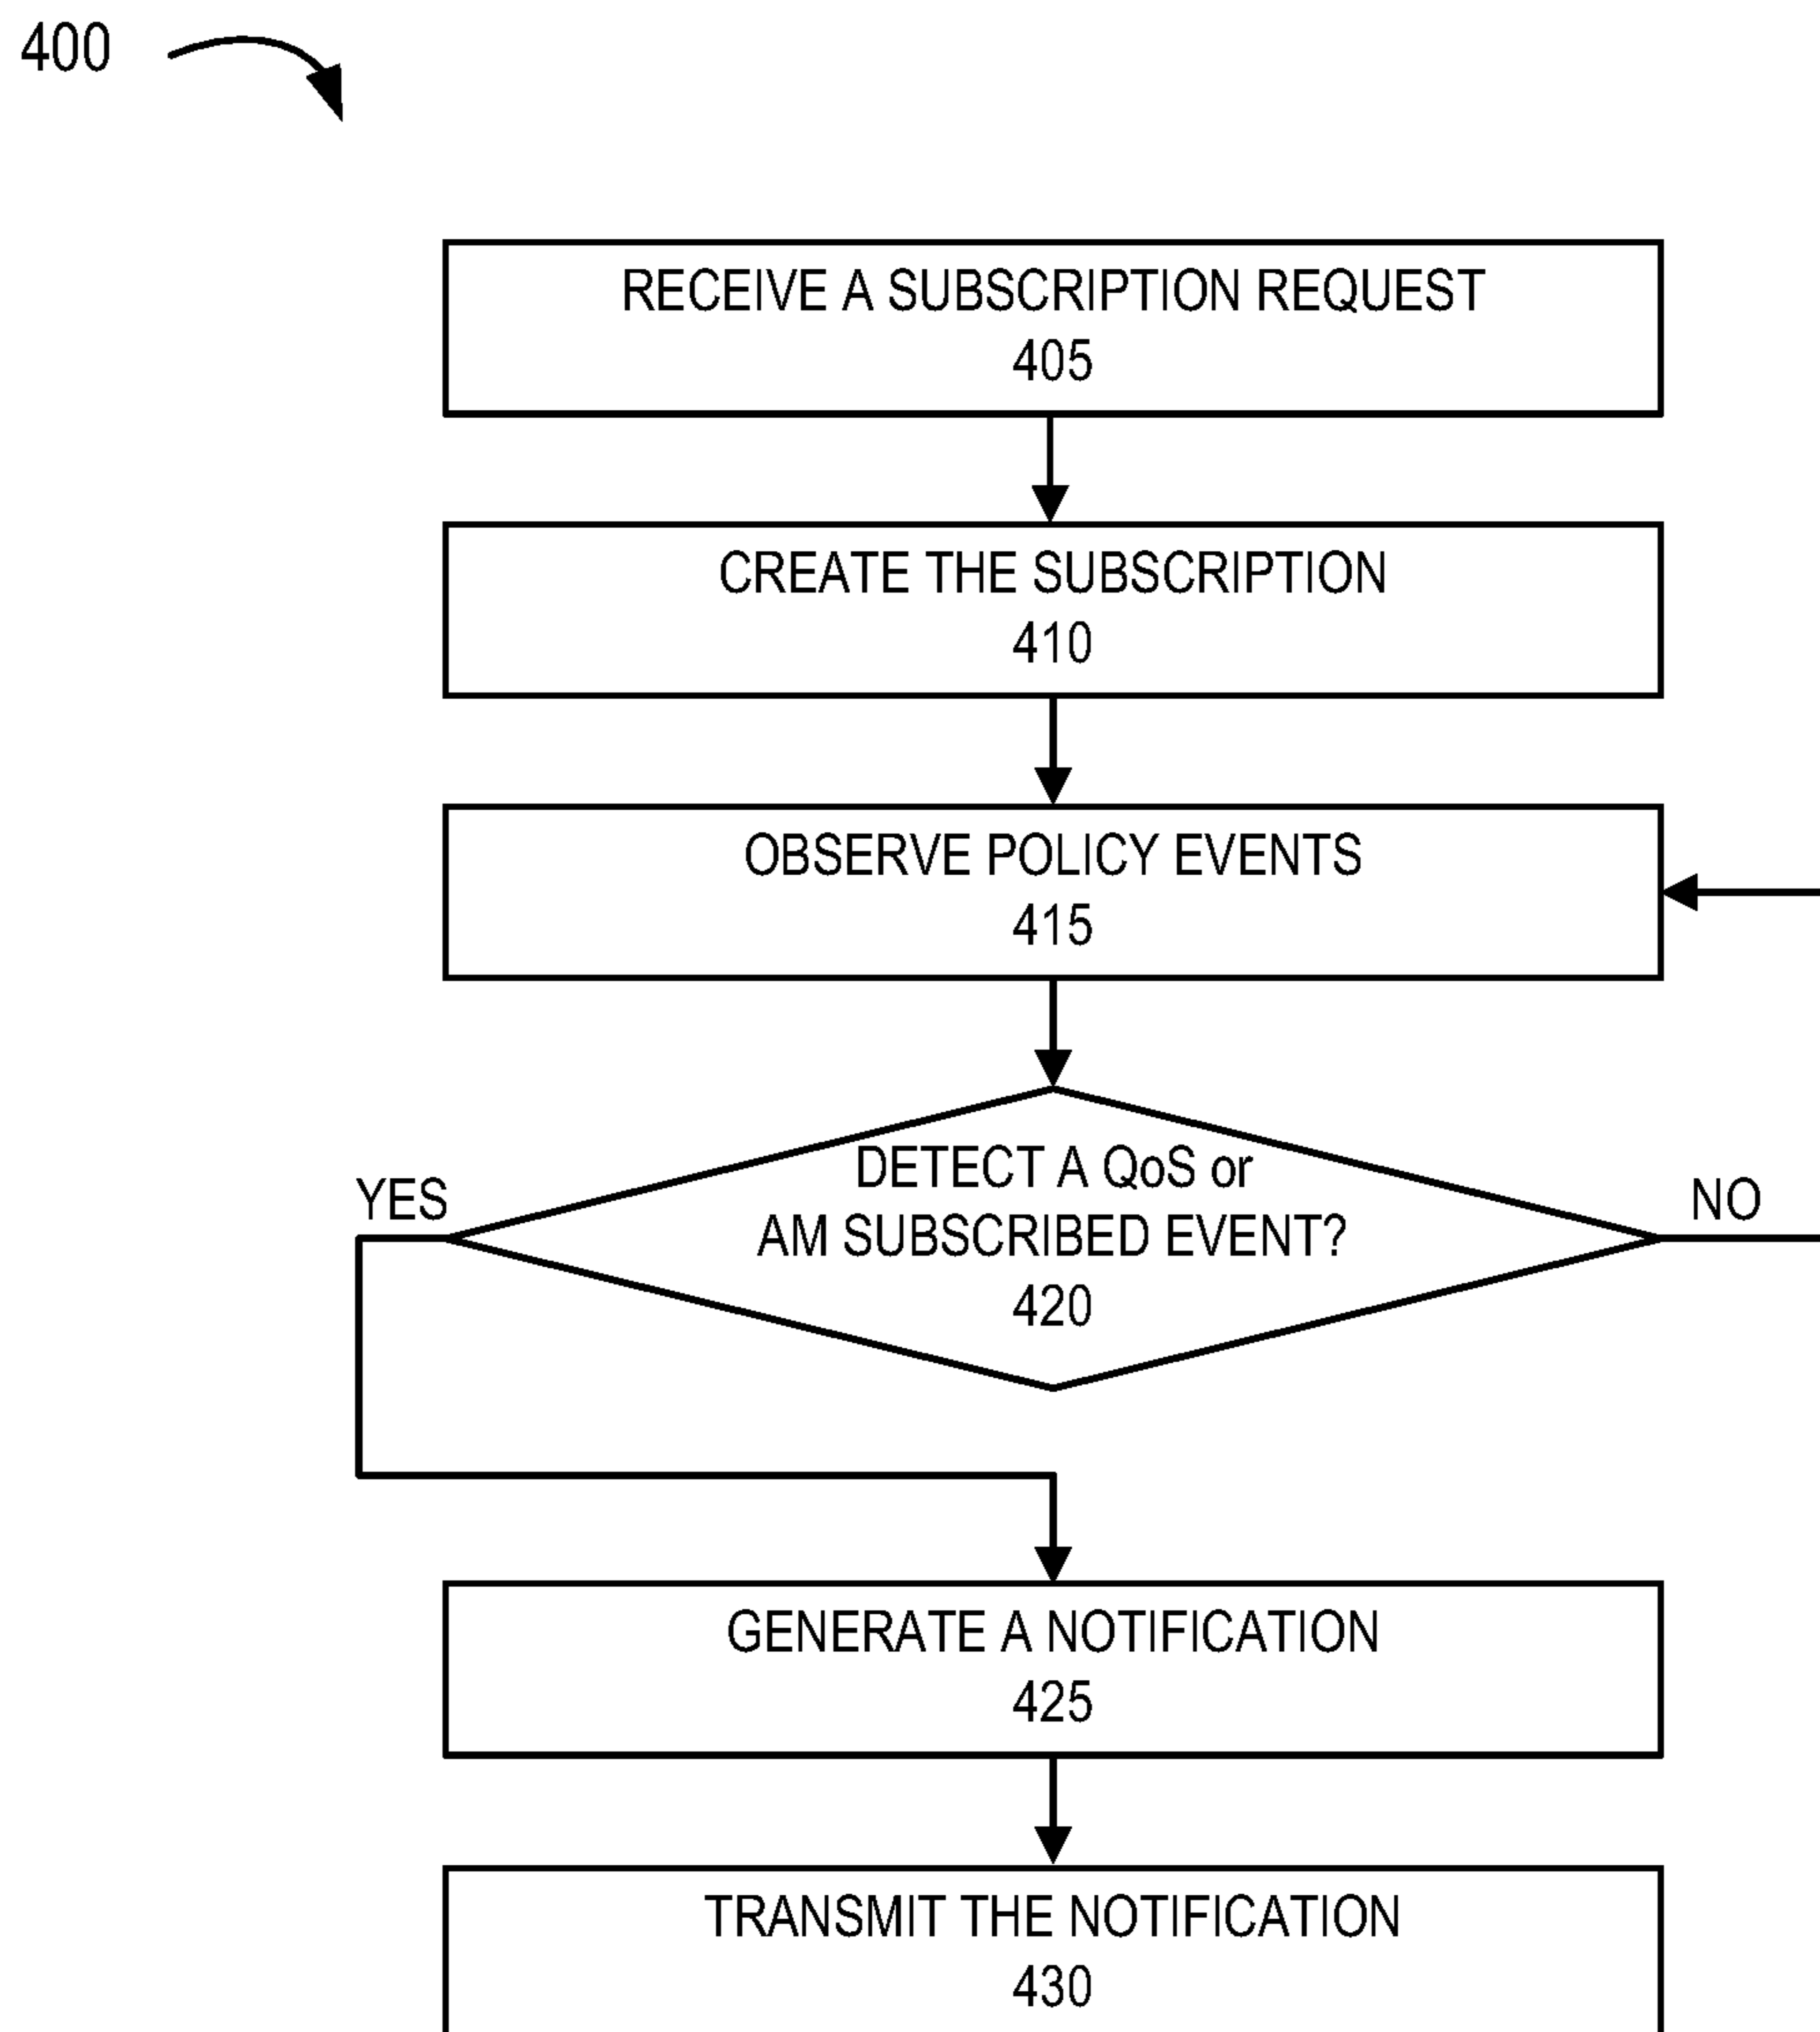 400
RECEIVE A SUBSCRIPTION REQUEST
405
CREATE THE SUBSCRIPTION
410
OBSERVE POLICY EVENTS
415
DETECT A QoS or
AM SUBSCRIBED EVENT?
420
YES
NO
GENERATE A NOTIFICATION
425
TRANSMIT THE NOTIFICATION
430